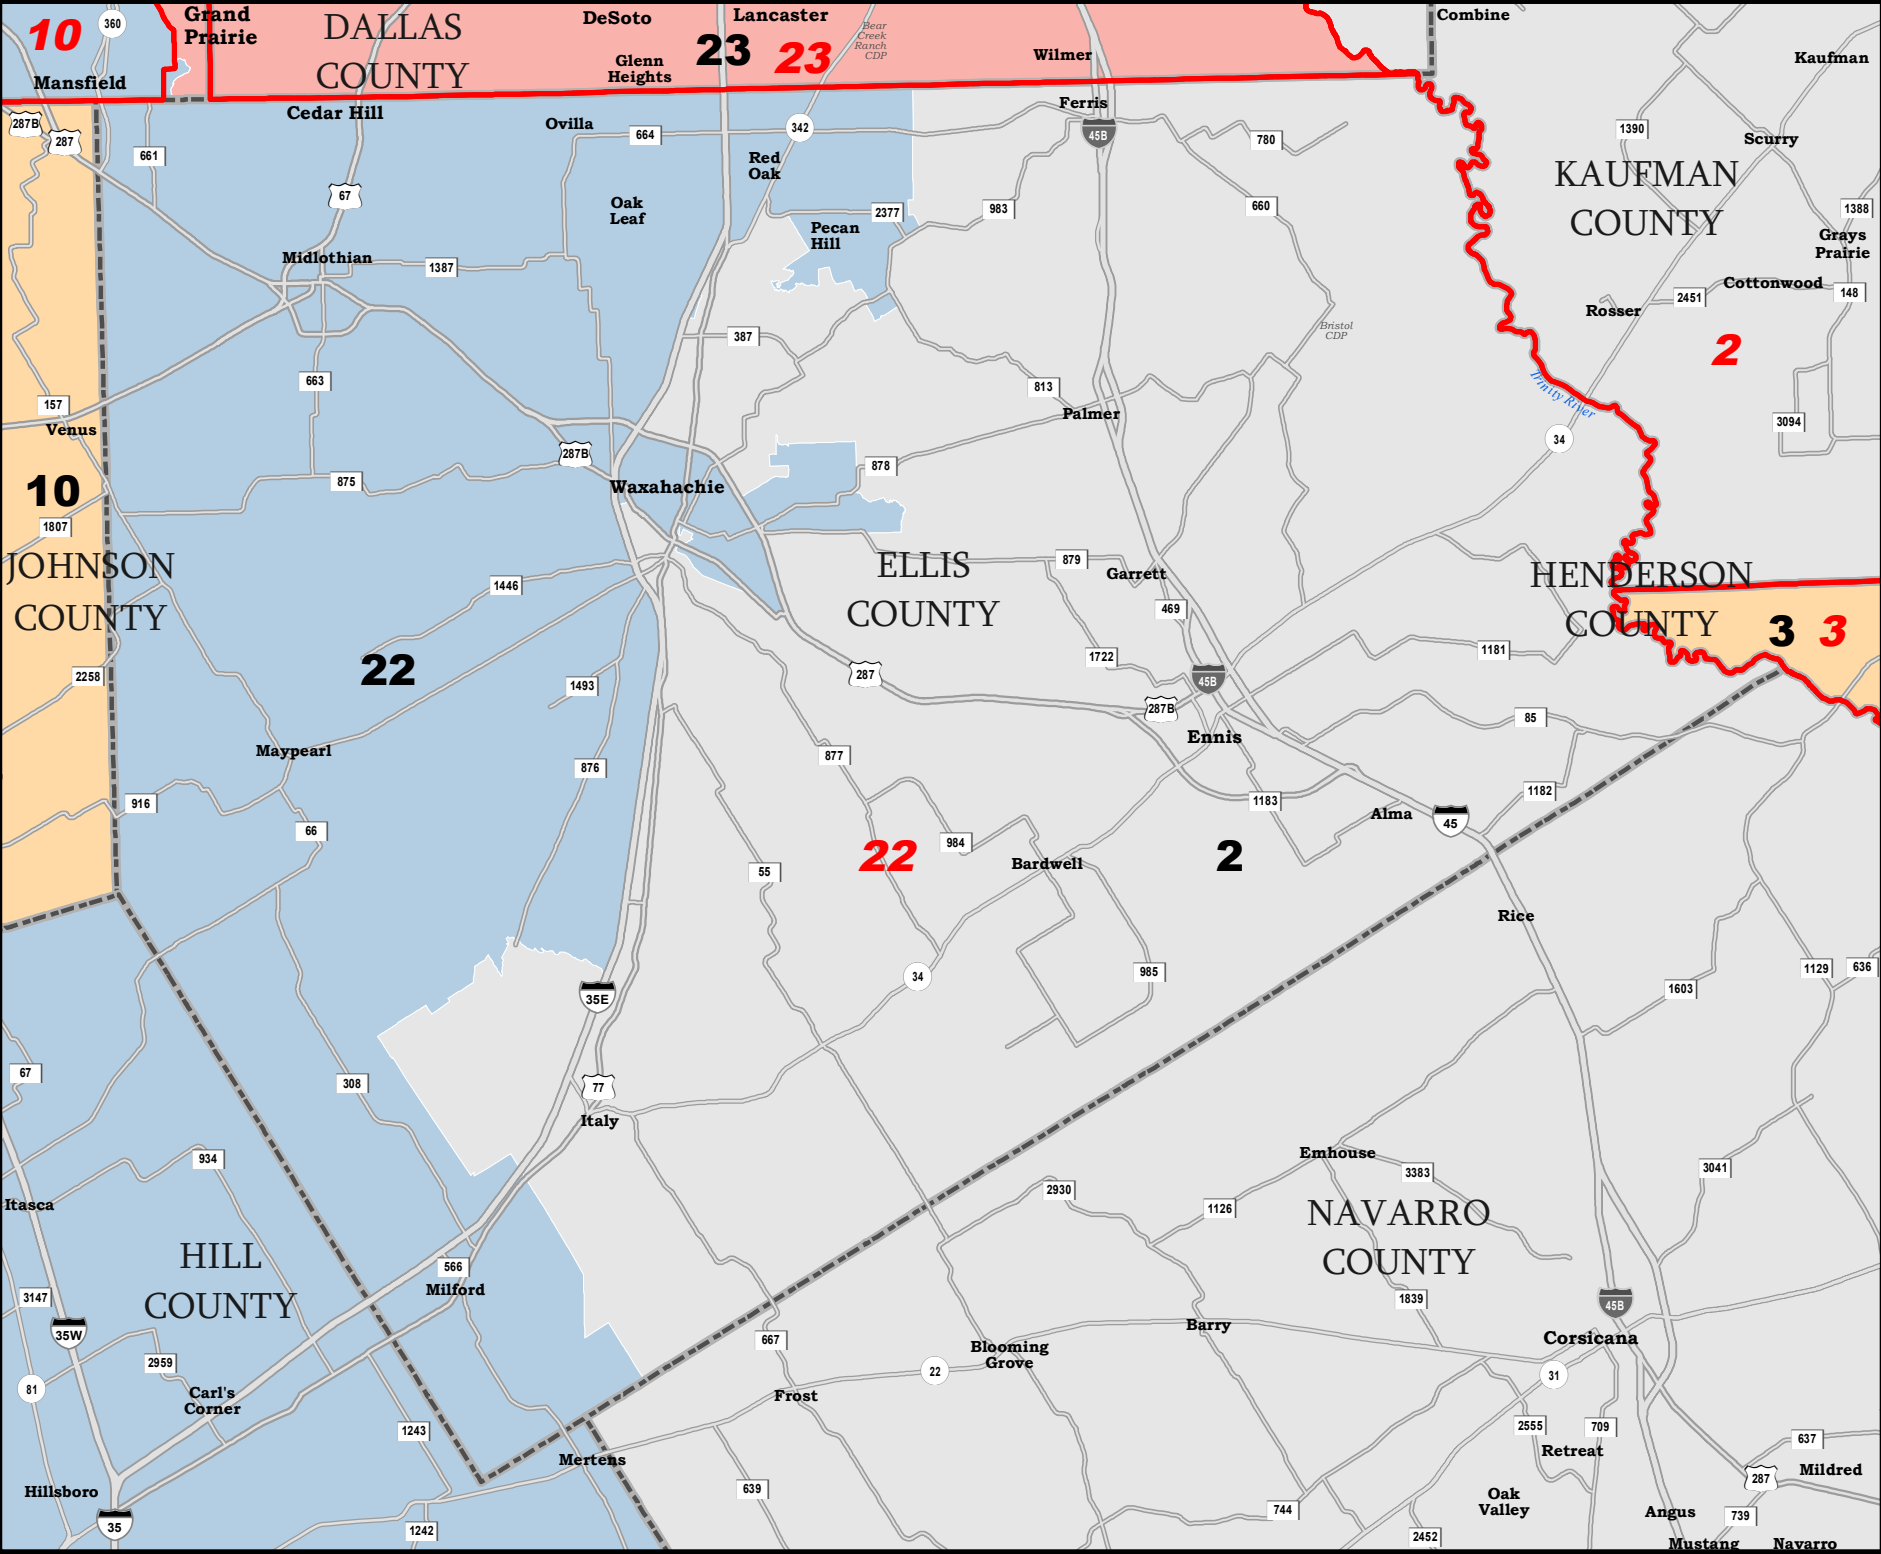 10
360
Grand
Prairie
DALLAS
COUNTY
DeSoto
Lancaster
23
23
Bear
Creek
Ranch
CDP
Glenn
Heights
Wilmer
Combine
Kaufman
Mansfield
Cedar Hill
Ovilla
664
342
Ferris
45B
780
1390
Scurry
287B
287
661
Red
Oak
67
Oak
Leaf
2377
983
660
KAUFMAN
COUNTY
1388
Grays
Prairie
Pecan
Hill
Midlothian
1387
Cottonwood
148
2451
Rosser
387
Bristol
CDP
2
663
813
Trinity River
157
Venus
Palmer
3094
34
287B
878
875
Waxahachie
10
1807
JOHNSON
COUNTY
ELLIS
COUNTY
879
Garrett
HENDERSON
COUNTY
1446
469
3
3
22
1722
1181
2258
1493
287
45B
287B
85
Ennis
Maypearl
877
876
1182
916
1183
Alma
45
66
22
984
Bardwell
2
55
Rice
34
985
1129
636
35E
1603
67
308
77
Italy
934
Emhouse
3383
3041
2930
1126
Itasca
NAVARRO
COUNTY
HILL
COUNTY
566
Milford
3147
1839
45B
35W
Barry
Corsicana
667
Blooming
Grove
2959
22
31
81
Carl's
Corner
Frost
1243
2555
709
637
Retreat
Mertens
287
Mildred
Hillsboro
639
Oak
Valley
744
Angus
739
35
1242
2452
Mustang
Navarro